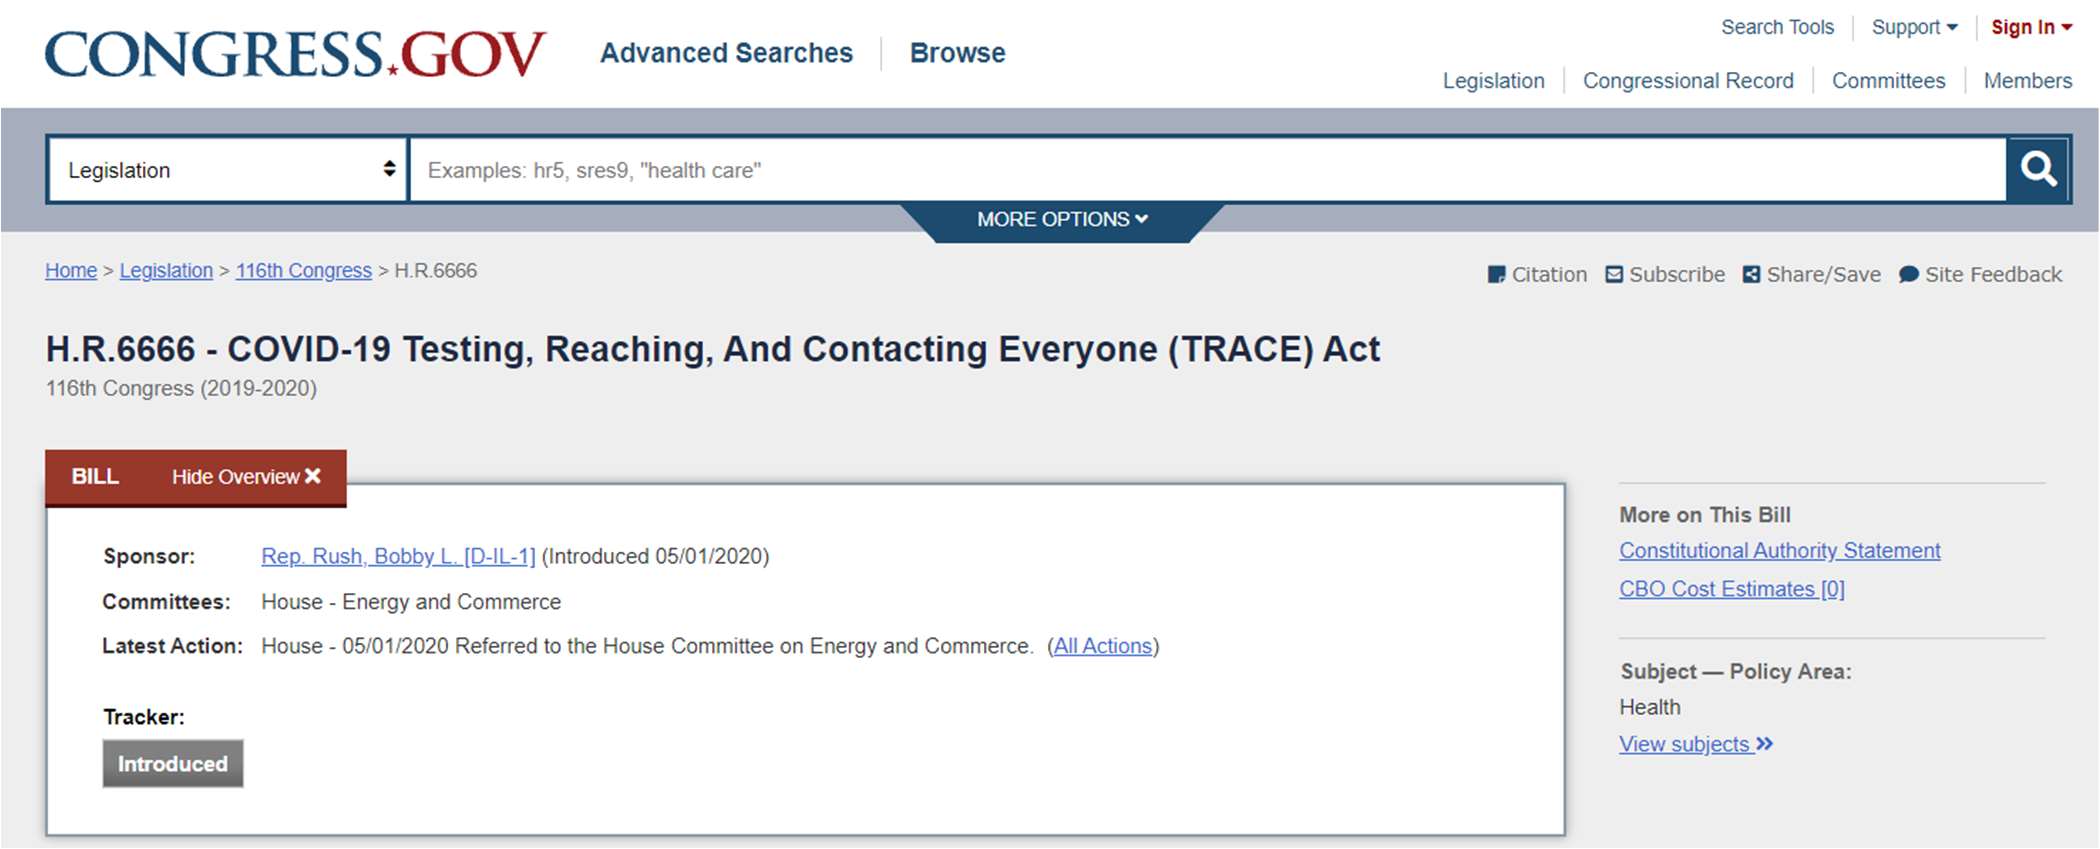 CONGRESS.GOV
Advanced Searches
Browse
Search Tools
Support
Sign In
Legislation
Congressional Record
Committees
Members
Legislation
Examples: hr5, sres9, "health care"
MORE OPTIONS
Home > Legislation > 116th Congress > H.R.6666
Citation
Subscribe
Share/Save
Site Feedback
H.R.6666 - COVID-19 Testing, Reaching, And Contacting Everyone (TRACE) Act
116th Congress (2019-2020)
BILL
Hide Overview
Sponsor: Rep. Rush, Bobby L. [D-IL-1] (Introduced 05/01/2020)
Committees: House - Energy and Commerce
Latest Action: House - 05/01/2020 Referred to the House Committee on Energy and Commerce. (All Actions)
Tracker:
Introduced
More on This Bill
Constitutional Authority Statement
CBO Cost Estimates [0]
Subject — Policy Area:
Health
View subjects